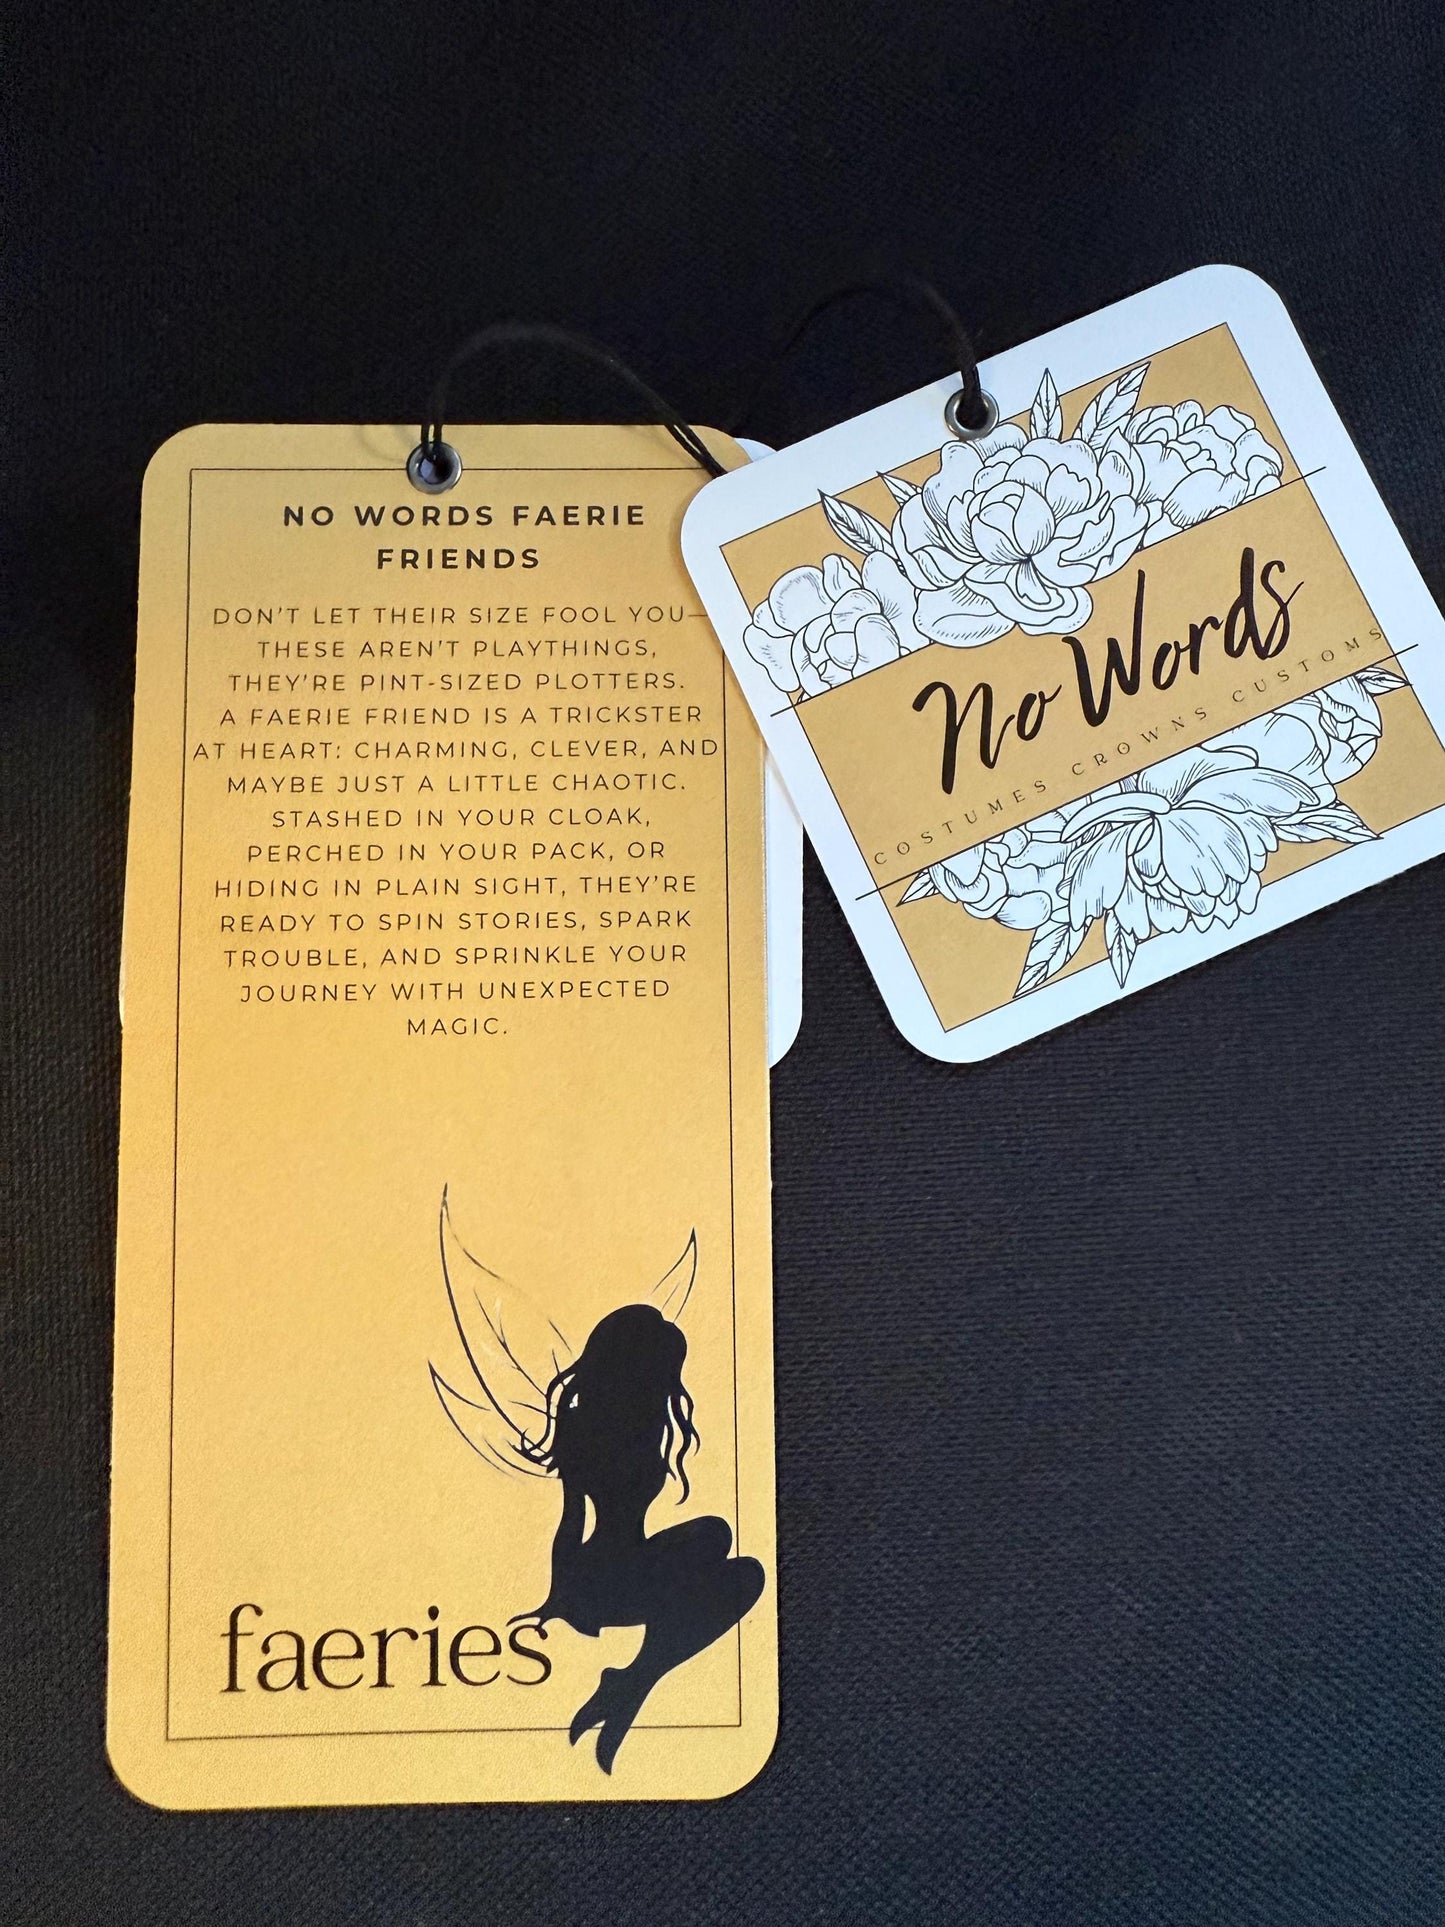 NO WORDS FAERIE
FRIENDS
DON'T LET THEIR SIZE FOOL YOU—
THESE AREN'T PLAYTHINGS,
THEY'RE PINT-SIZED PLOTTERS.
A FAERIE FRIEND IS A TRICKSTER
AT HEART: CHARMING, CLEVER, AND
MAYBE JUST A LITTLE CHAOTIC.
STASHED IN YOUR CLOAK,
PERCHED IN YOUR PACK, OR
HIDING IN PLAIN SIGHT, THEY'RE
READY TO SPIN STORIES, SPARK
TROUBLE, AND SPRINKLE YOUR
JOURNEY WITH UNEXPECTED
MAGIC.
faeries
No Words
COSTUMES CROWNS CUSTOMS